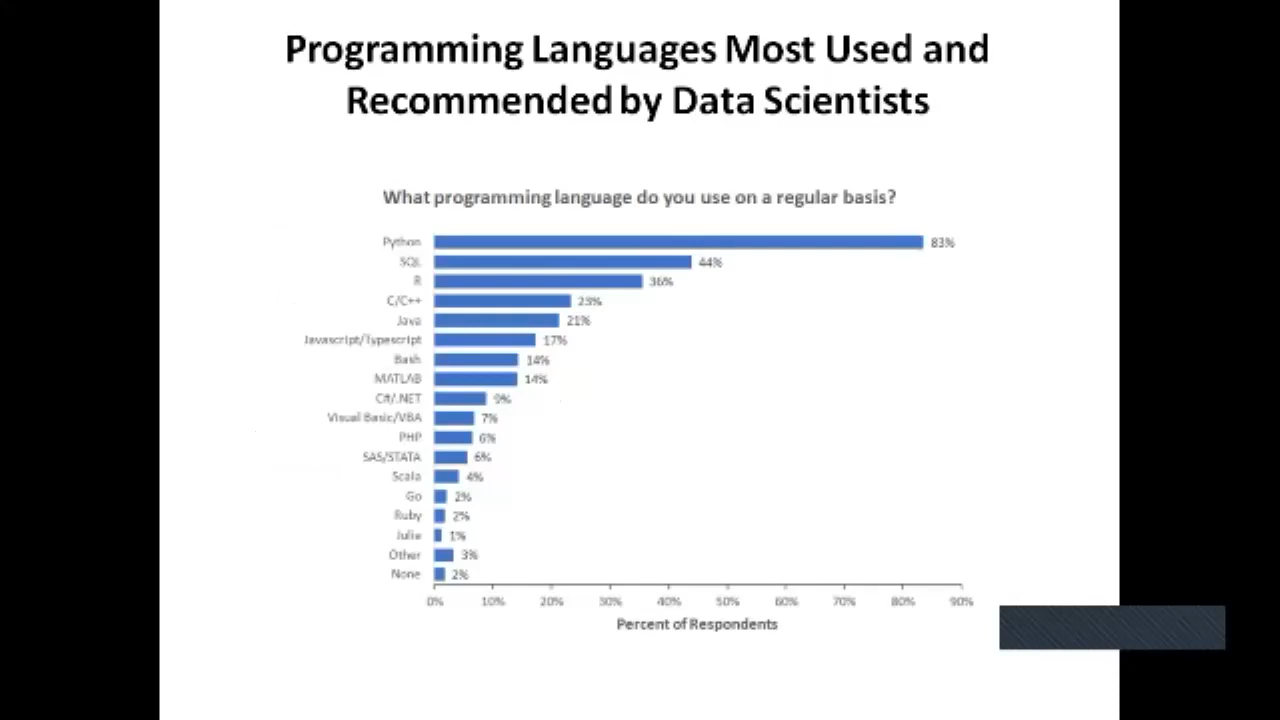 Programming Languages Most Used and
Recommended by Data Scientists
What programming language do you use on a regular basis?
Python 83%
SQL 44%
R 36%
C/C++ 23%
Java 21%
Javascript/Typescript 17%
Bash 14%
MATLAB 14%
C#/.NET 9%
Visual Basic/VBA 7%
PHP 6%
SAS/STATA 6%
Scala 4%
Go 2%
Ruby 2%
Julia 1%
Other 3%
None 2%
0% 10% 20% 30% 40% 50% 60% 70% 80% 90%
Percent of Respondents